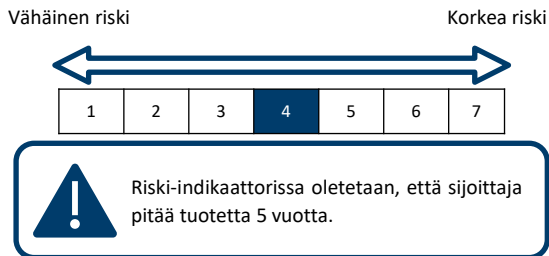 Vähäinen riski Korkea riski
1 2 3 4 5 6 7
Riski-indikaattorissa oletetaan, että sijoittaja
pitää tuotetta 5 vuotta.